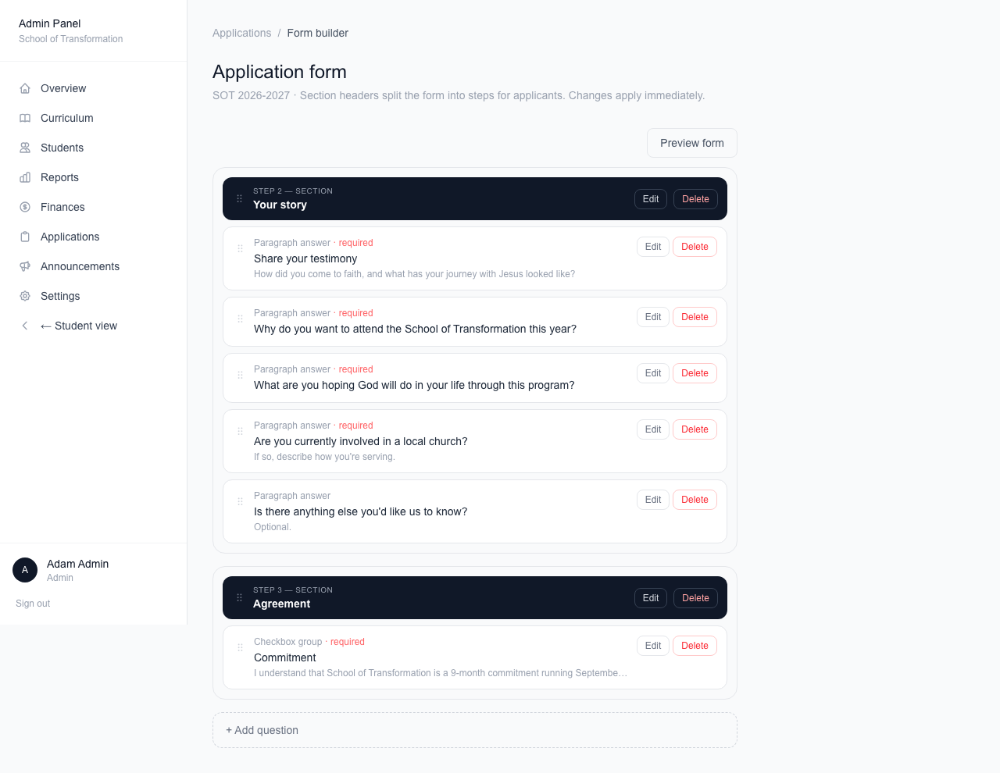 Admin Panel
School of Transformation
Overview
Curriculum
Students
Reports
Finances
Applications
Announcements
Settings
← Student view
A
Adam Admin
Admin
Sign out
Applications / Form builder
Application form
SOT 2026-2027 · Section headers split the form into steps for applicants. Changes apply immediately.
Preview form
STEP 2 — SECTION
Your story
Edit
Delete
Paragraph answer · required
Share your testimony
How did you come to faith, and what has your journey with Jesus looked like?
Edit
Delete
Paragraph answer · required
Why do you want to attend the School of Transformation this year?
Edit
Delete
Paragraph answer · required
What are you hoping God will do in your life through this program?
Edit
Delete
Paragraph answer · required
Are you currently involved in a local church?
If so, describe how you're serving.
Edit
Delete
Paragraph answer
Is there anything else you'd like us to know?
Optional.
Edit
Delete
STEP 3 — SECTION
Agreement
Edit
Delete
Checkbox group · required
Commitment
I understand that School of Transformation is a 9-month commitment running Septembe…
Edit
Delete
+ Add question